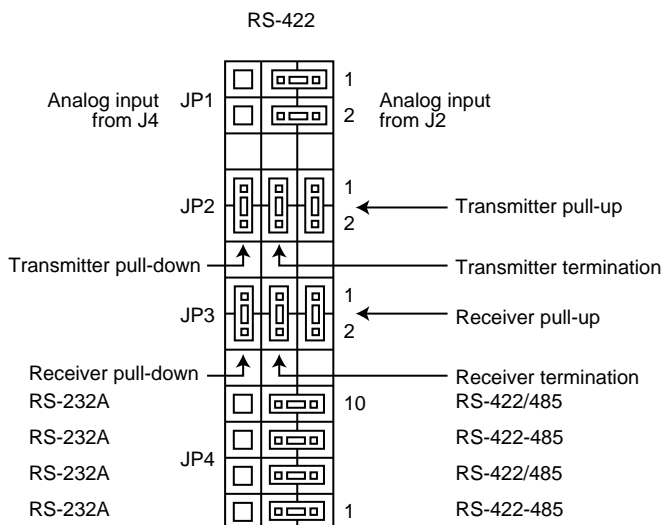 RS-422
1
Analog input
from J4
JP1
Analog input
from J2
2
1
JP2
Transmitter pull-up
2
Transmitter pull-down
Transmitter termination
1
JP3
Receiver pull-up
2
Receiver pull-down
Receiver termination
RS-232A
10
RS-422/485
RS-232A
RS-422-485
JP4
RS-232A
RS-422/485
RS-232A
1
RS-422-485